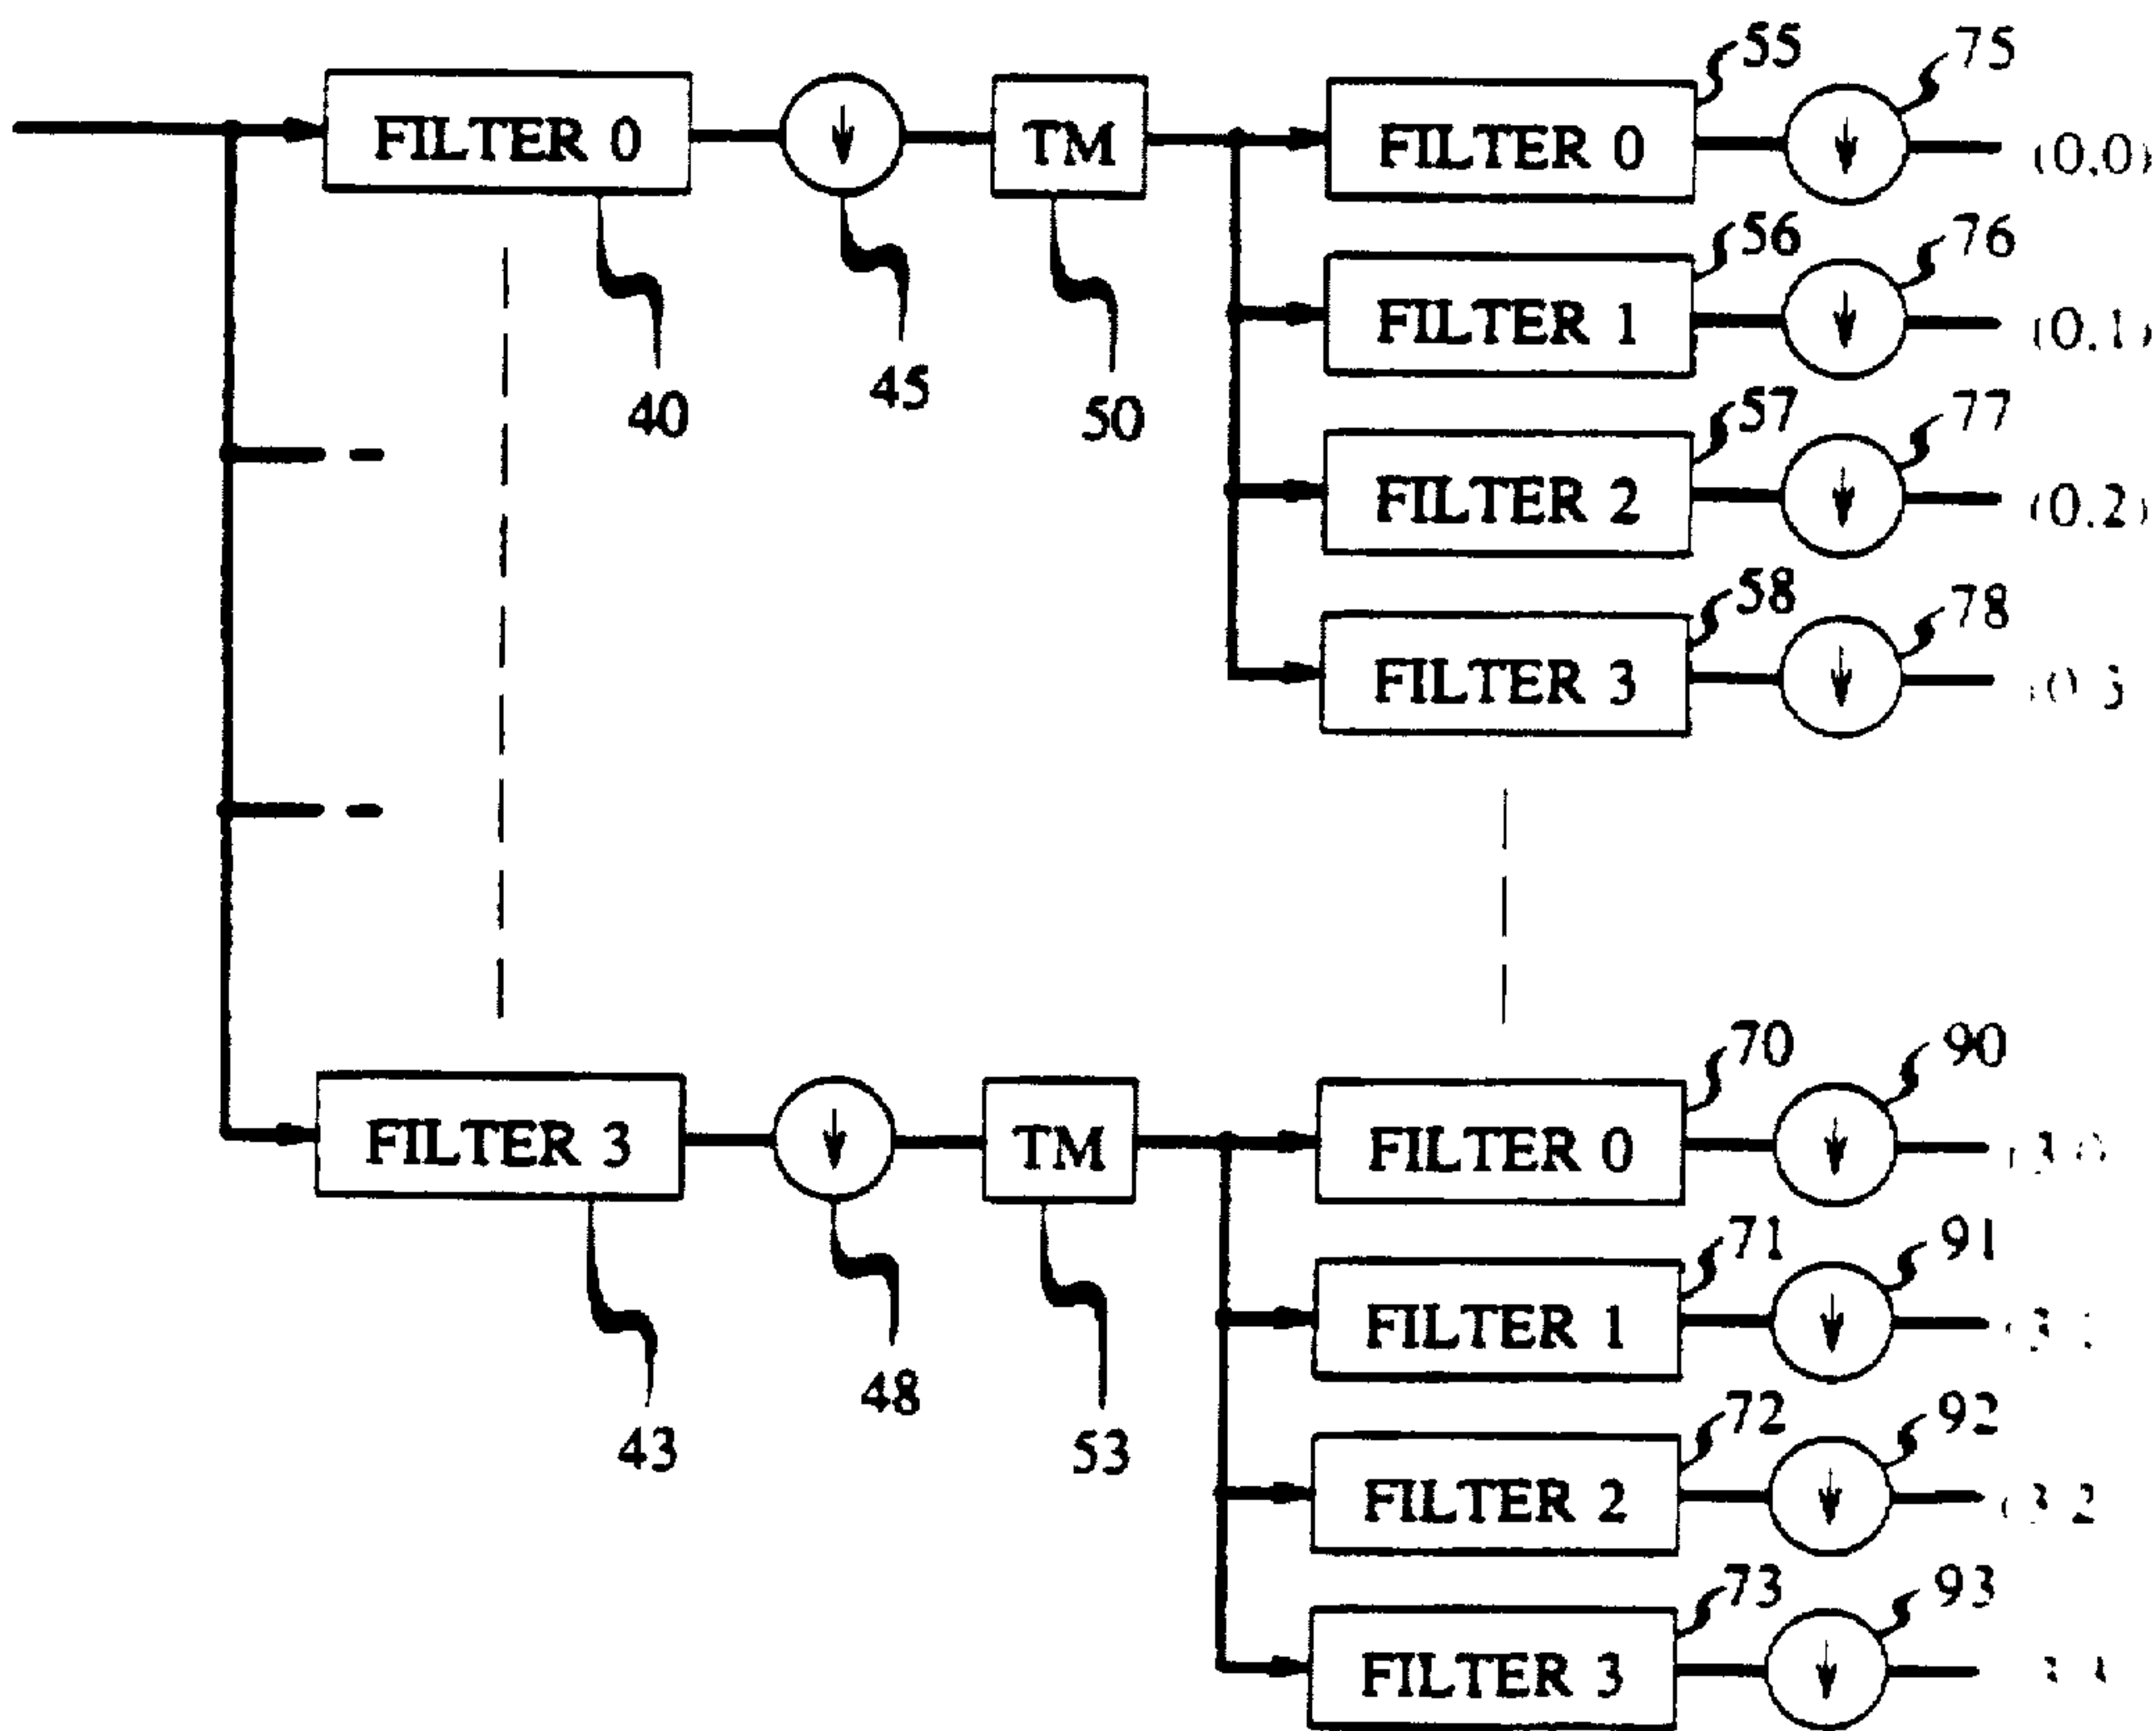 55 75
FILTER 0 TM FILTER 0 (0.0)
56 76
FILTER 1 (0.1)
40 45 50
57 77
FILTER 2 (0.2)
58 78
FILTER 3
70 90
FILTER 3 TM FILTER 0
71 91
FILTER 1
43 48 53
72 92
FILTER 2
73 93
FILTER 3